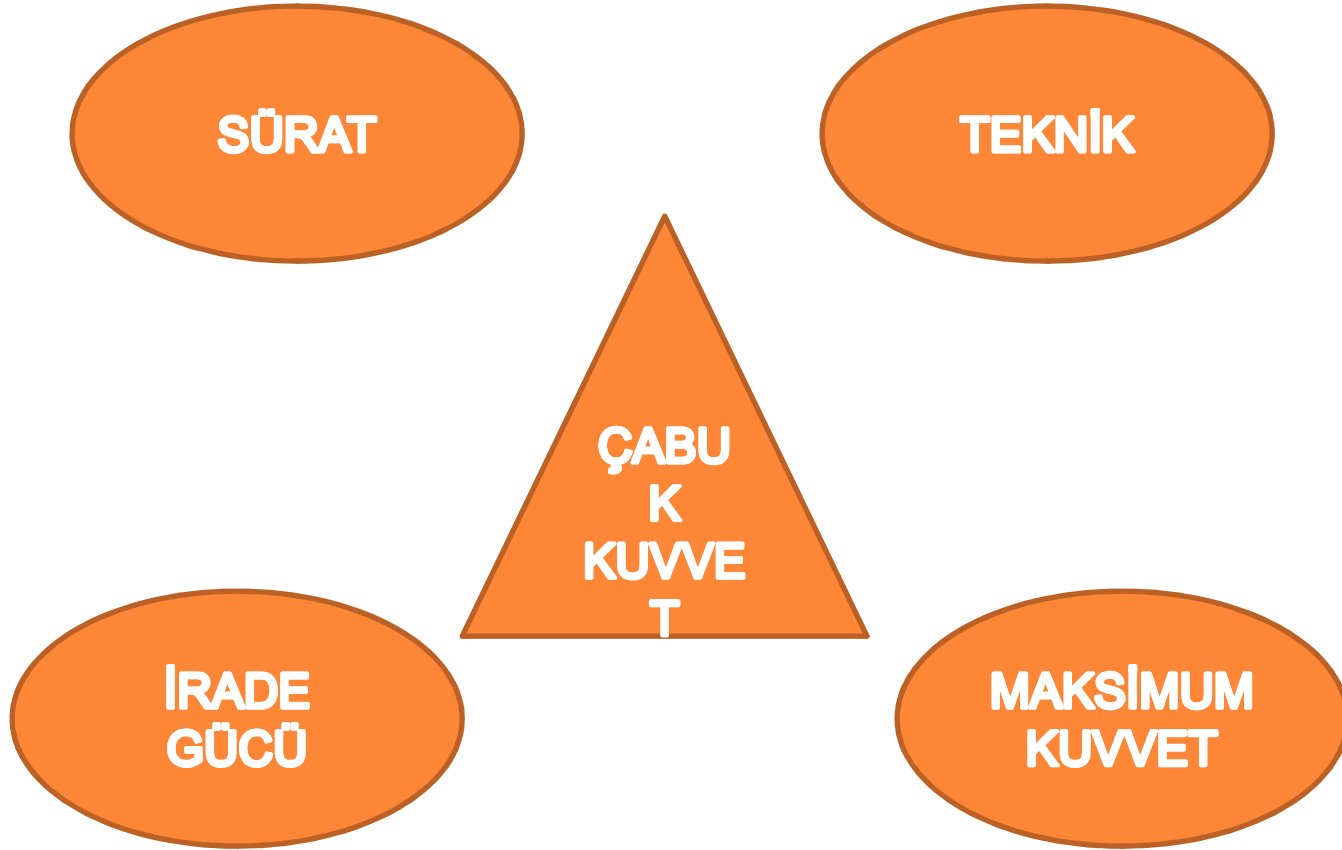 SÜRAT
TEKNİK
ÇABU
K
KUVVE
T
İRADE
GÜCÜ
MAKSİMUM
KUVVET